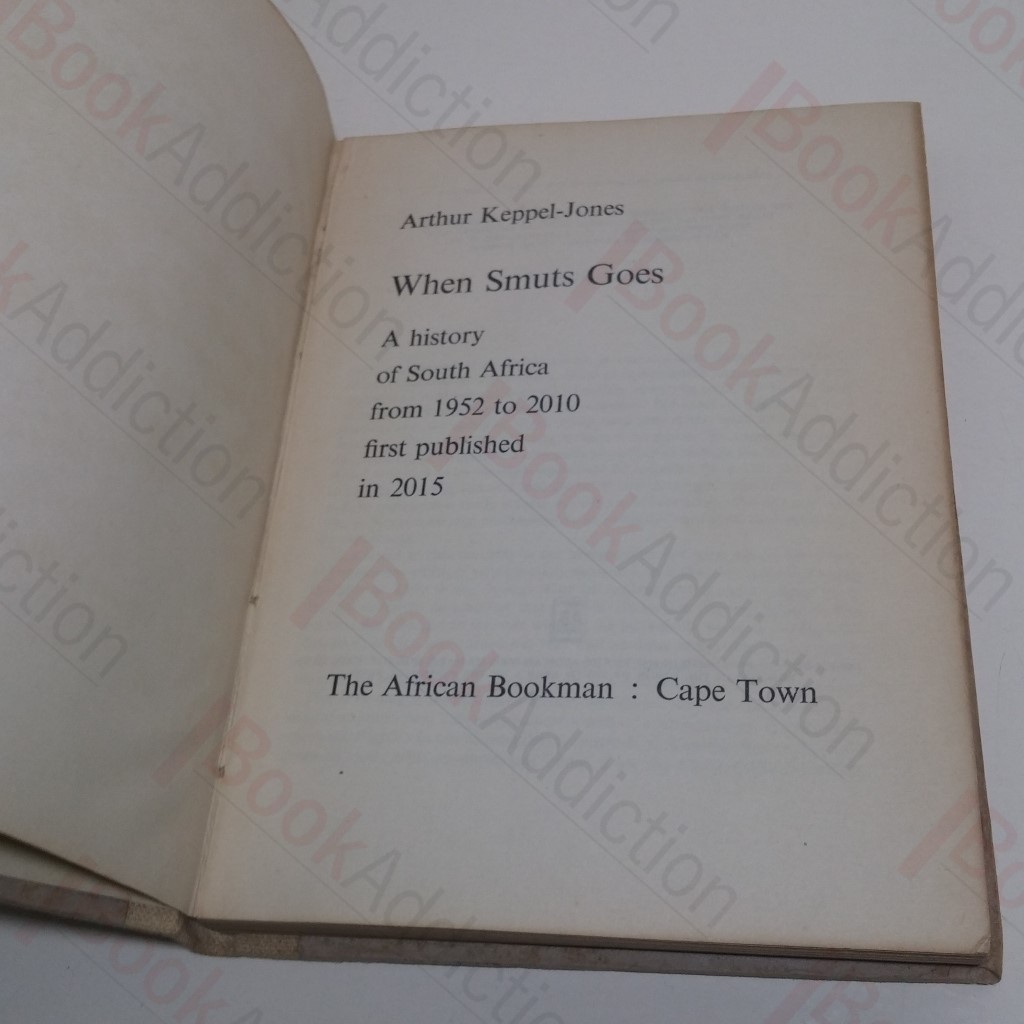 Arthur Keppel-Jones
When Smuts Goes
A history
of South Africa
from 1952 to 2010
first published
in 2015
The African Bookman : Cape Town
BookAddiction